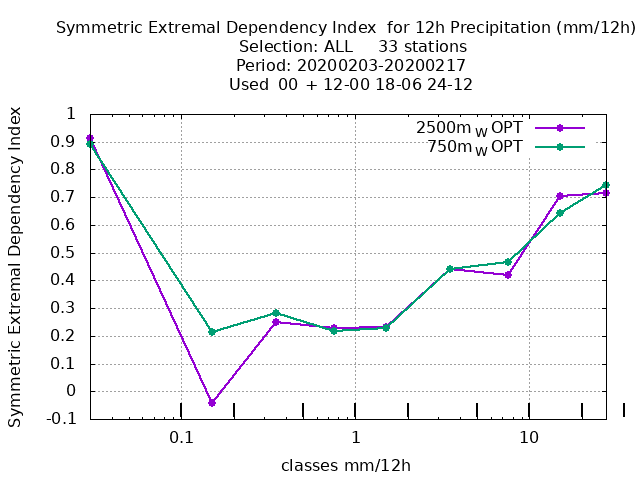 Symmetric Extremal Dependency Index  for 12h Precipitation (mm/12h)
Selection: ALL     33 stations
Period: 20200203-20200217
Used  00  + 12-00 18-06 24-12
Symmetric Extremal Dependency Index
1
0.9
0.8
0.7
0.6
0.5
0.4
0.3
0.2
0.1
0
-0.1
2500m W OPT
750m W OPT
0.1
1
10
classes mm/12h